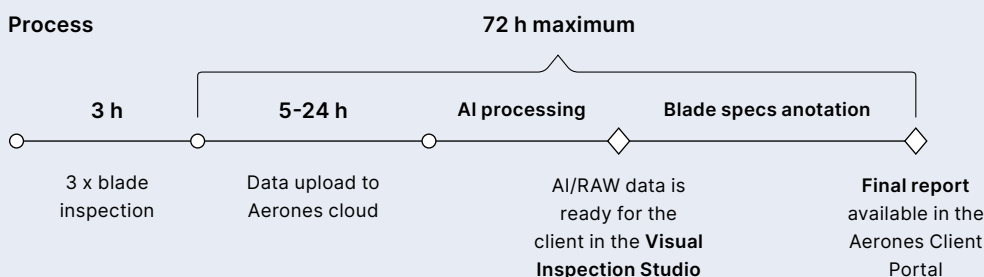 Process
72 h maximum
3 h
5-24 h
AI processing
Blade specs anotation
3 x blade
inspection
Data upload to
Aerones cloud
AI/RAW data is
ready for the
client in the Visual
Inspection Studio
Final report
available in the
Aerones Client
Portal